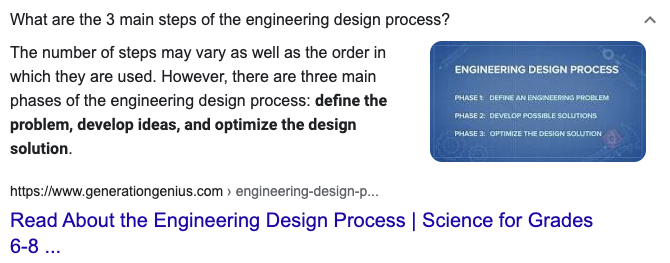 What are the 3 main steps of the engineering design process?
The number of steps may vary as well as the order in
which they are used. However, there are three main
phases of the engineering design process: define the
problem, develop ideas, and optimize the design
solution.
ENGINEERING DESIGN PROCESS
PHASE 1: DEFINE AN ENGINEERING PROBLEM
PHASE 2: DEVELOP POSSIBLE SOLUTIONS
PHASE 3: OPTIMIZE THE DESIGN SOLUTION
https://www.generationgenius.com › engineering-design-p...
Read About the Engineering Design Process | Science for Grades
6-8 ...